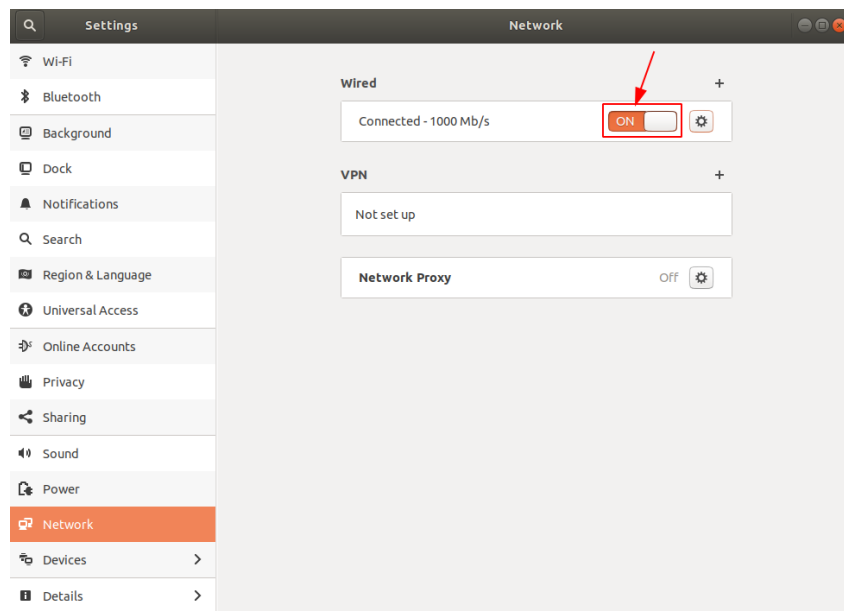 Settings
Network
Wi-Fi
Bluetooth
Background
Dock
Notifications
Search
Region & Language
Universal Access
Online Accounts
Privacy
Sharing
Sound
Power
Network
Devices
Details
Wired
Connected - 1000 Mb/s
ON
VPN
Not set up
Network Proxy
Off